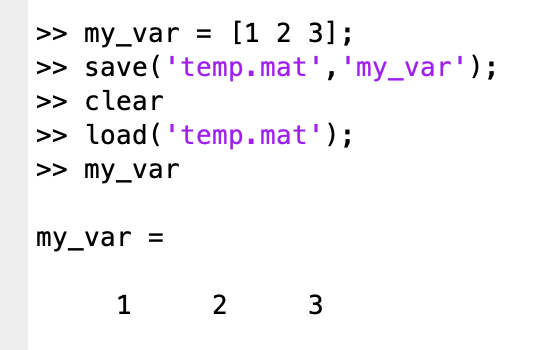 >> my_var = [1 2 3];
>> save('temp.mat','my_var');
>> clear
>> load('temp.mat');
>> my_var
my_var =
1 2 3